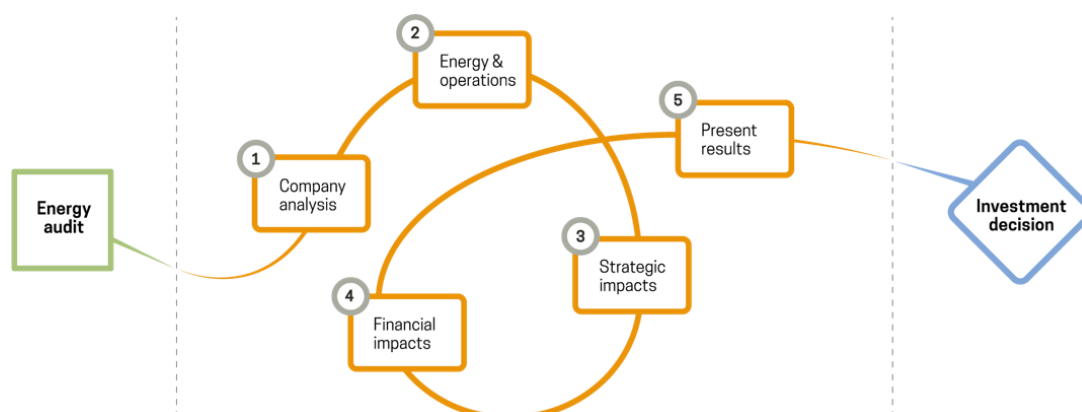 Energy
audit
1
Company
analysis
2
Energy &
operations
3
Strategic
impacts
4
Financial
impacts
5
Present
results
Investment
decision